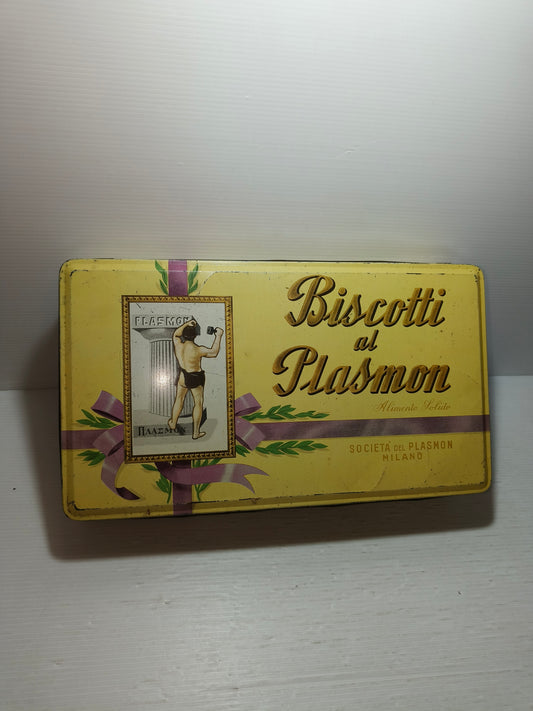 PLASMON
ΠΛΑΣΜΟΝ
Biscotti
al
Plasmon
Alimento Solido
SOCIETÀ DEL PLASMON
MILANO